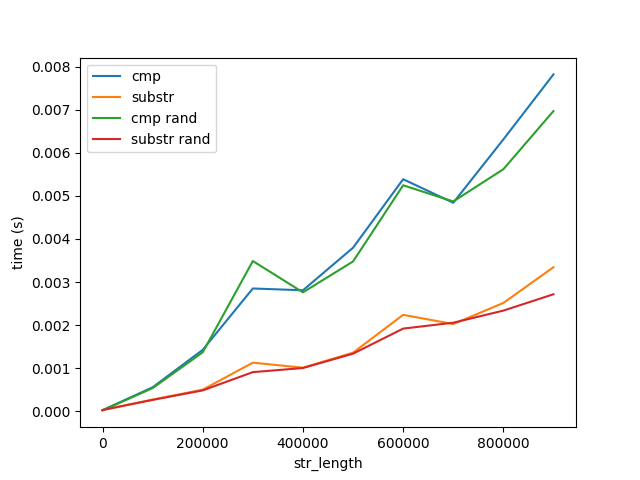 0.008
0.007
0.006
0.005
0.004
0.003
0.002
0.001
0.000
time (s)
cmp
substr
cmp rand
substr rand
0 200000 400000 600000 800000
str_length